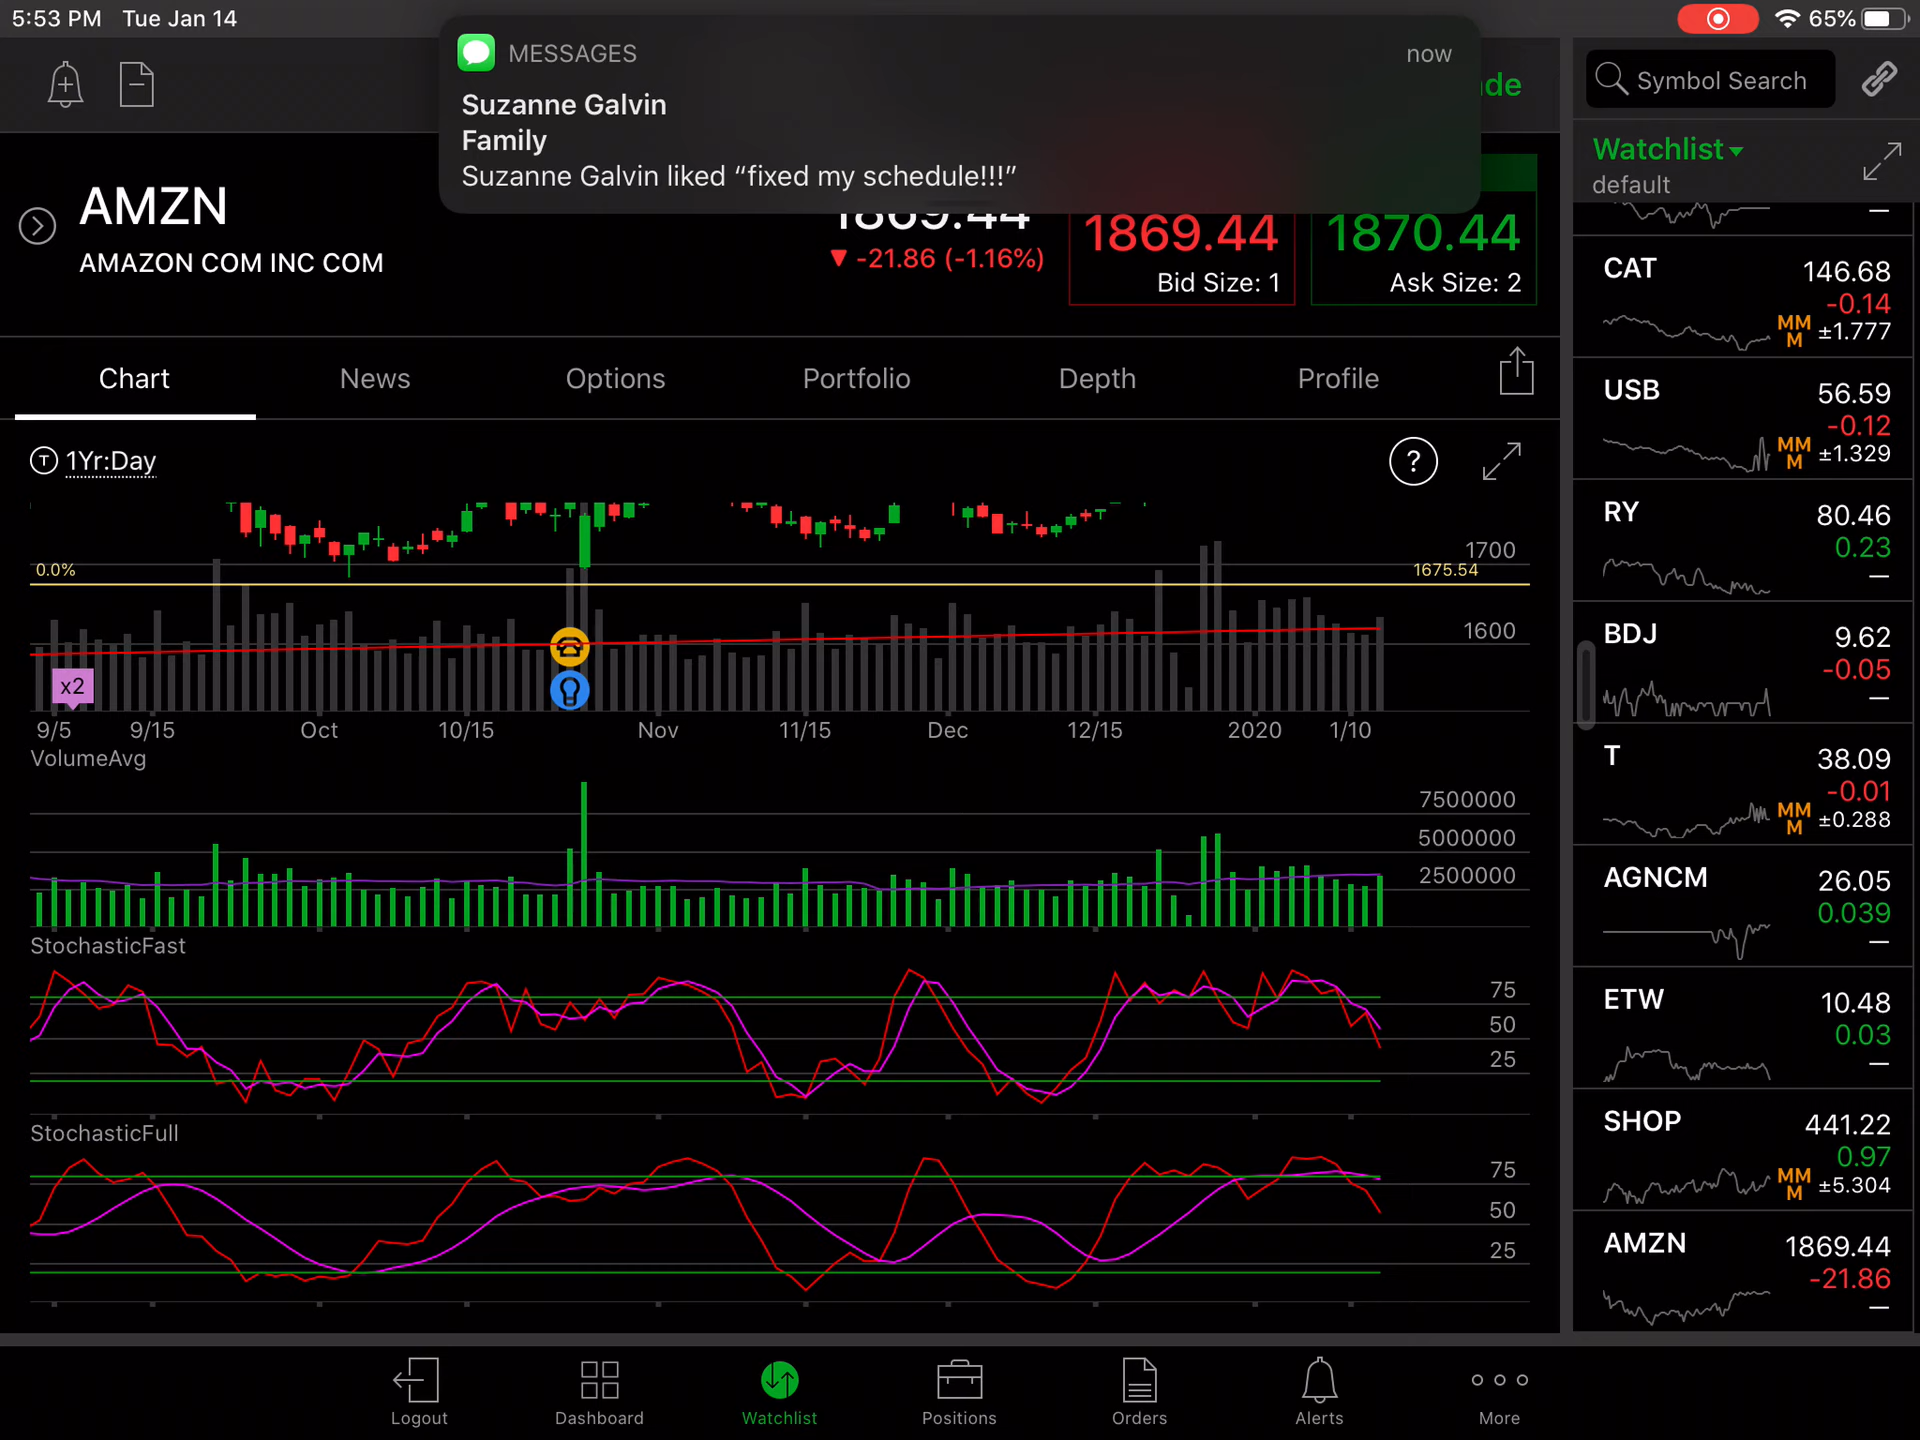 5:53 PM Tue Jan 14
65%
MESSAGES
now
Suzanne Galvin
Family
Suzanne Galvin liked “fixed my schedule!!!”
de
Symbol Search
Watchlist
default
AMZN
AMAZON COM INC COM
1869.44
-21.86 (-1.16%)
1869.44
Bid Size: 1
1870.44
Ask Size: 2
Chart
News
Options
Portfolio
Depth
Profile
T 1Yr:Day
?
0.0%
1700
1675.54
1600
x2
9/5 9/15 Oct 10/15 Nov 11/15 Dec 12/15 2020 1/10
VolumeAvg
7500000
5000000
2500000
StochasticFast
75
50
25
StochasticFull
75
50
25
CAT
146.68
-0.14
MMM ±1.777
USB
56.59
-0.12
MMM ±1.329
RY
80.46
0.23
—
BDJ
9.62
-0.05
—
T
38.09
-0.01
MMM ±0.288
AGNCM
26.05
0.039
—
ETW
10.48
0.03
—
SHOP
441.22
0.97
MMM ±5.304
AMZN
1869.44
-21.86
—
Logout
Dashboard
Watchlist
Positions
Orders
Alerts
More